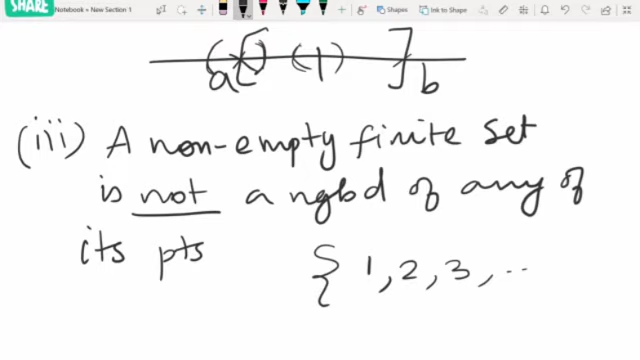 SHARE
Notebook » New Section 1
Shapes
Ink to Shape
a
b
(iii) A non-empty finite set
is not a ngbd of any of
its pts
{ 1, 2, 3, ...